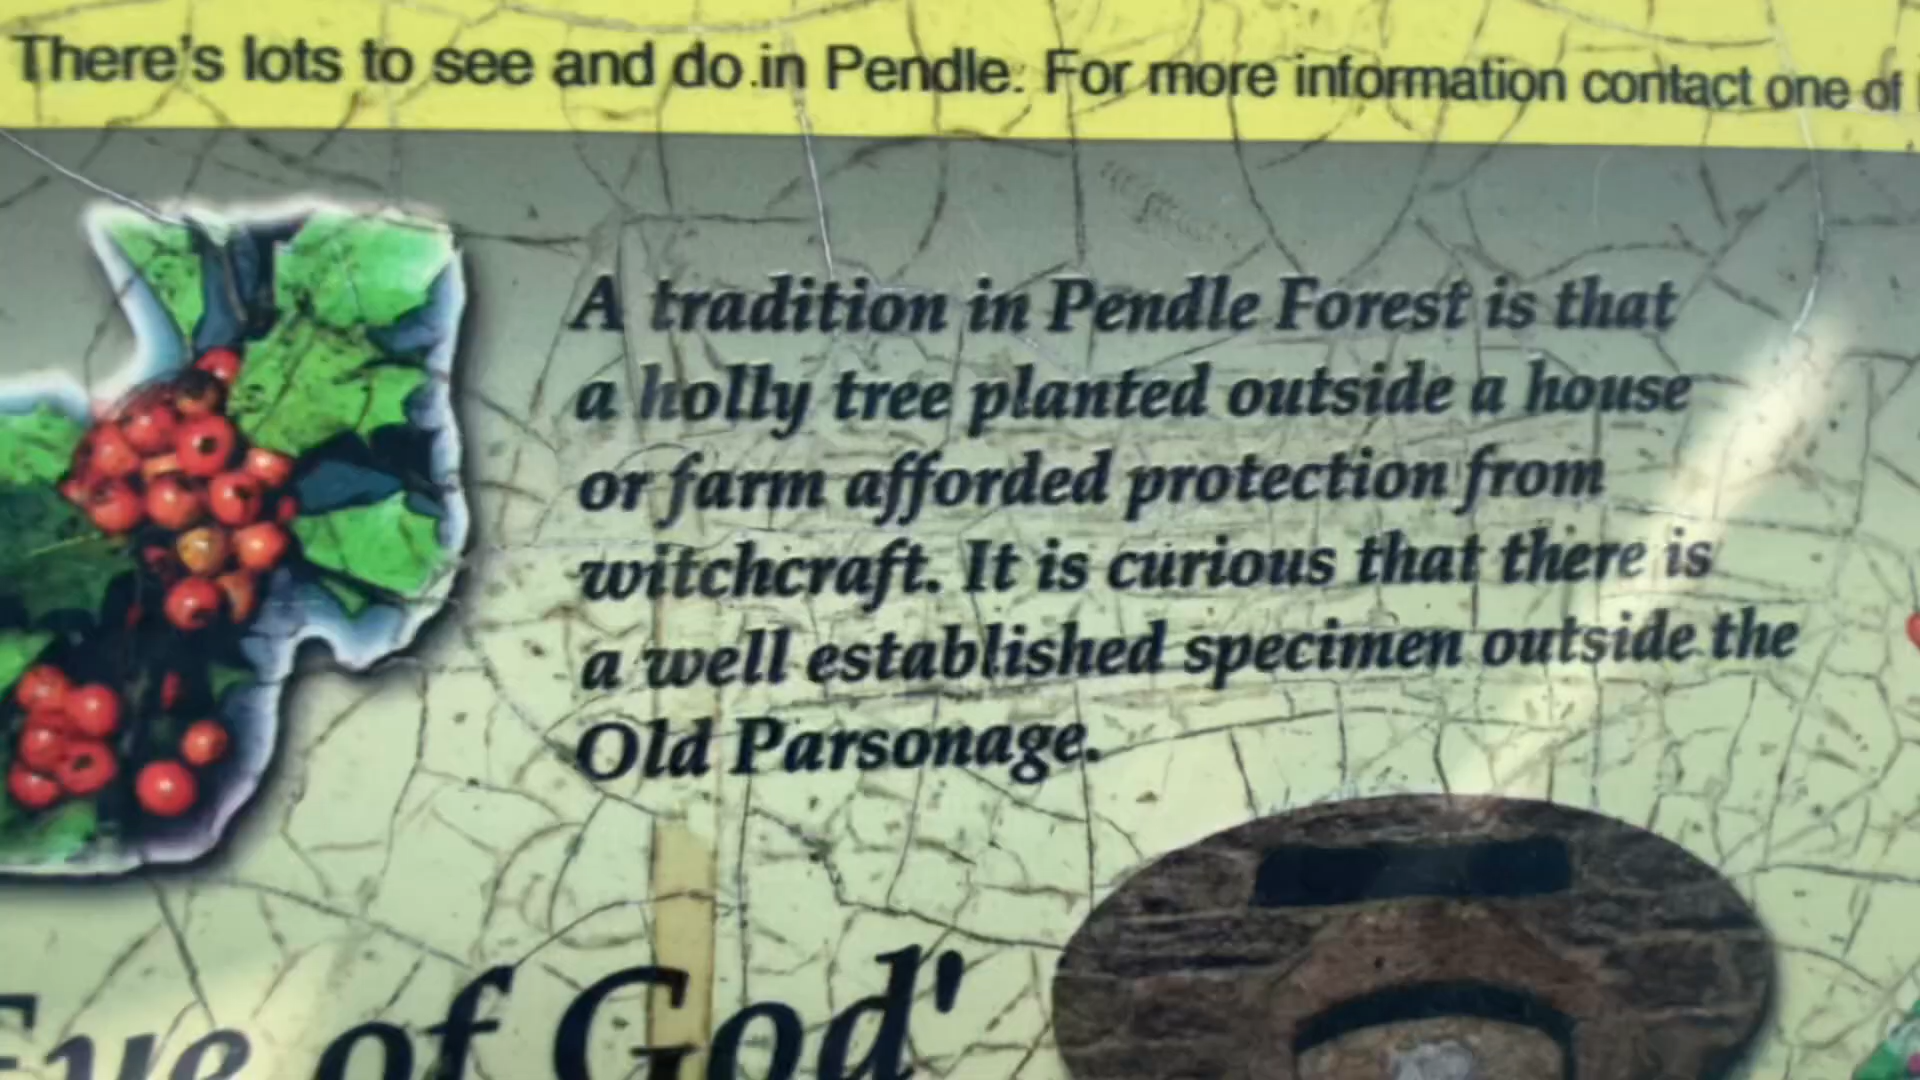 There's lots to see and do in Pendle. For more information contact one of
A tradition in Pendle Forest is that
a holly tree planted outside a house
or farm afforded protection from
witchcraft. It is curious that there is
a well established specimen outside the
Old Parsonage.
Eye of God'